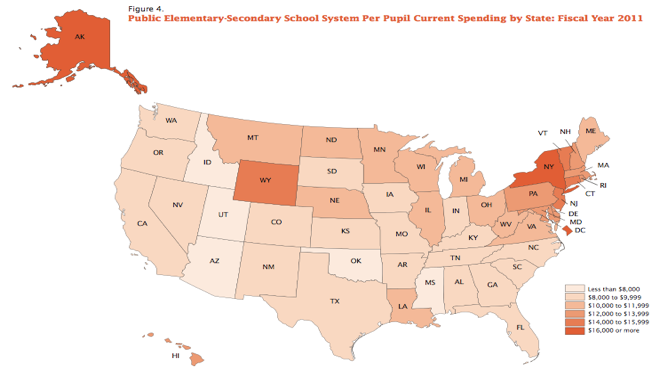 Figure 4.
Public Elementary-Secondary School System Per Pupil Current Spending by State: Fiscal Year 2011
AK
WA
MT
ND
MN
VT
NH
ME
OR
ID
SD
WI
MI
NY
MA
RI
CT
WY
NV
UT
CO
NE
IA
IL
IN
OH
PA
NJ
DE
MD
DC
CA
KS
MO
KY
WV
VA
AZ
NM
OK
AR
TN
NC
SC
TX
LA
MS
AL
GA
FL
HI
Less than $8,000
$8,000 to $9,999
$10,000 to $11,999
$12,000 to $13,999
$14,000 to $15,999
$16,000 or more